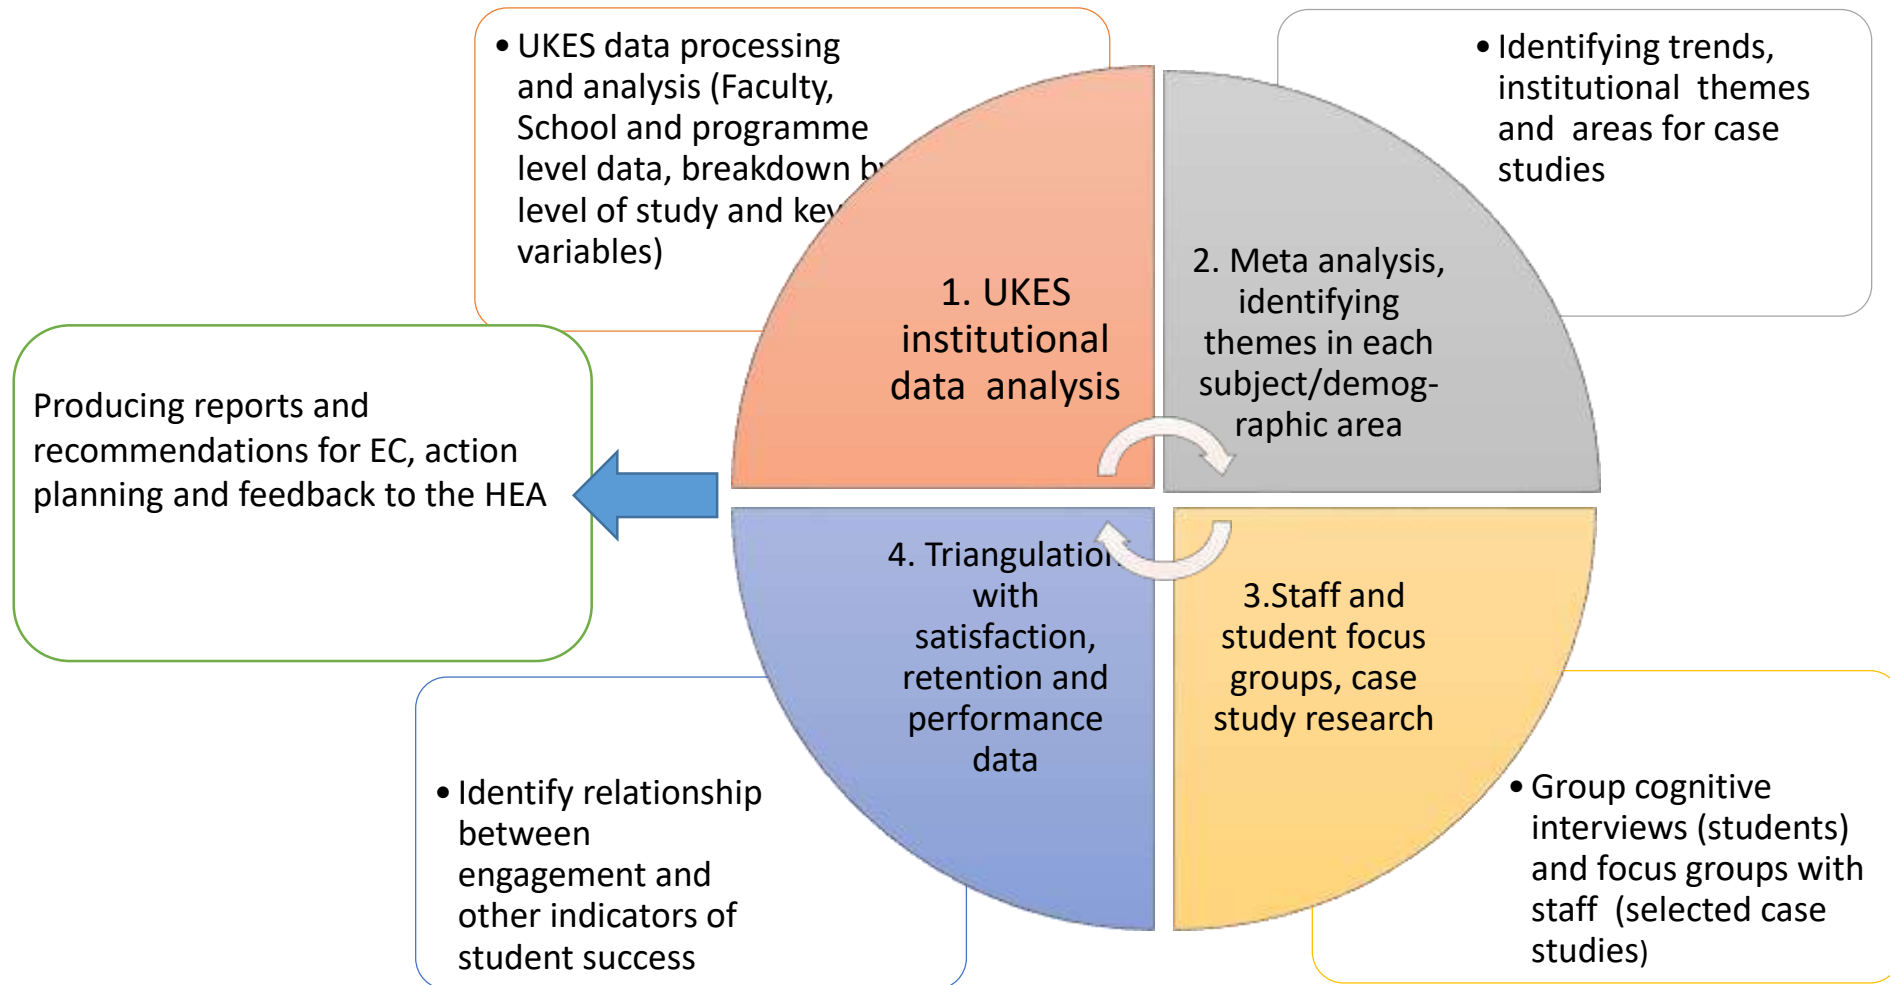 • UKES data processing
and analysis (Faculty,
School and programme
level data, breakdown by
level of study and key
variables)
• Identifying trends,
institutional themes
and areas for case
studies
1. UKES
institutional
data analysis
2. Meta analysis,
identifying
themes in each
subject/demog-
raphic area
Producing reports and
recommendations for EC, action
planning and feedback to the HEA
4. Triangulation
with
satisfaction,
retention and
performance
data
3.Staff and
student focus
groups, case
study research
• Identify relationship
between
engagement and
other indicators of
student success
• Group cognitive
interviews (students)
and focus groups with
staff (selected case
studies)